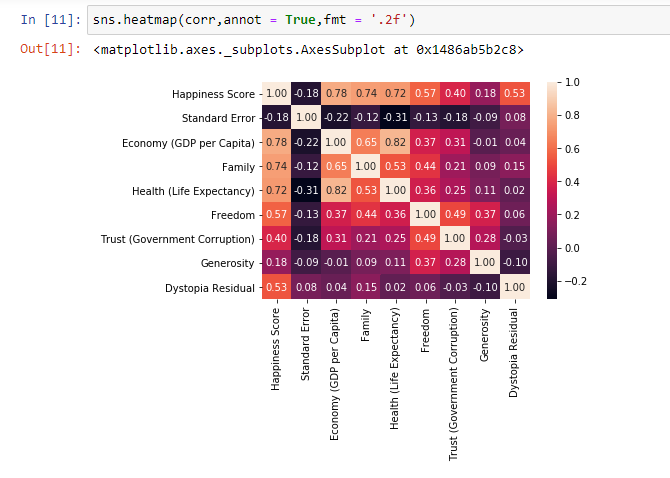 In [11]: sns.heatmap(corr,annot = True,fmt = '.2f')
Out[11]: <matplotlib.axes._subplots.AxesSubplot at 0x1486ab5b2c8>
Happiness Score 1.00 -0.18 0.78 0.74 0.72 0.57 0.40 0.18 0.53
Standard Error -0.18 1.00 -0.22 -0.12 -0.31 -0.13 -0.18 -0.09 0.08
Economy (GDP per Capita) 0.78 -0.22 1.00 0.65 0.82 0.37 0.31 -0.01 0.04
Family 0.74 -0.12 0.65 1.00 0.53 0.44 0.21 0.09 0.15
Health (Life Expectancy) 0.72 -0.31 0.82 0.53 1.00 0.36 0.25 0.11 0.02
Freedom 0.57 -0.13 0.37 0.44 0.36 1.00 0.49 0.37 0.06
Trust (Government Corruption) 0.40 -0.18 0.31 0.21 0.25 0.49 1.00 0.28 -0.03
Generosity 0.18 -0.09 -0.01 0.09 0.11 0.37 0.28 1.00 -0.10
Dystopia Residual 0.53 0.08 0.04 0.15 0.02 0.06 -0.03 -0.10 1.00
Happiness Score
Standard Error
Economy (GDP per Capita)
Family
Health (Life Expectancy)
Freedom
Trust (Government Corruption)
Generosity
Dystopia Residual
1.0
0.8
0.6
0.4
0.2
0.0
−0.2